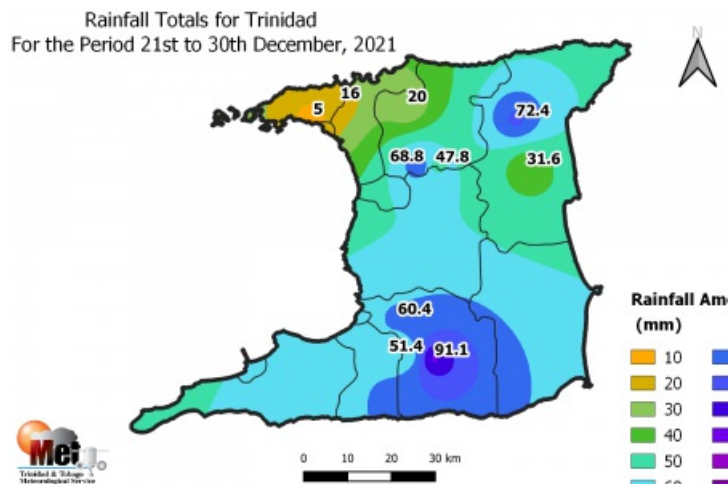 Rainfall Totals for Trinidad
For the Period 21st to 30th December, 2021
N
16
5
20
72.4
68.8 47.8
31.6
60.4
51.4 91.1
Rainfall Am
(mm)
10
20
30
40
50
60
Met
Trinidad & Tobago
Meteorological Service
0 10 20 30 km